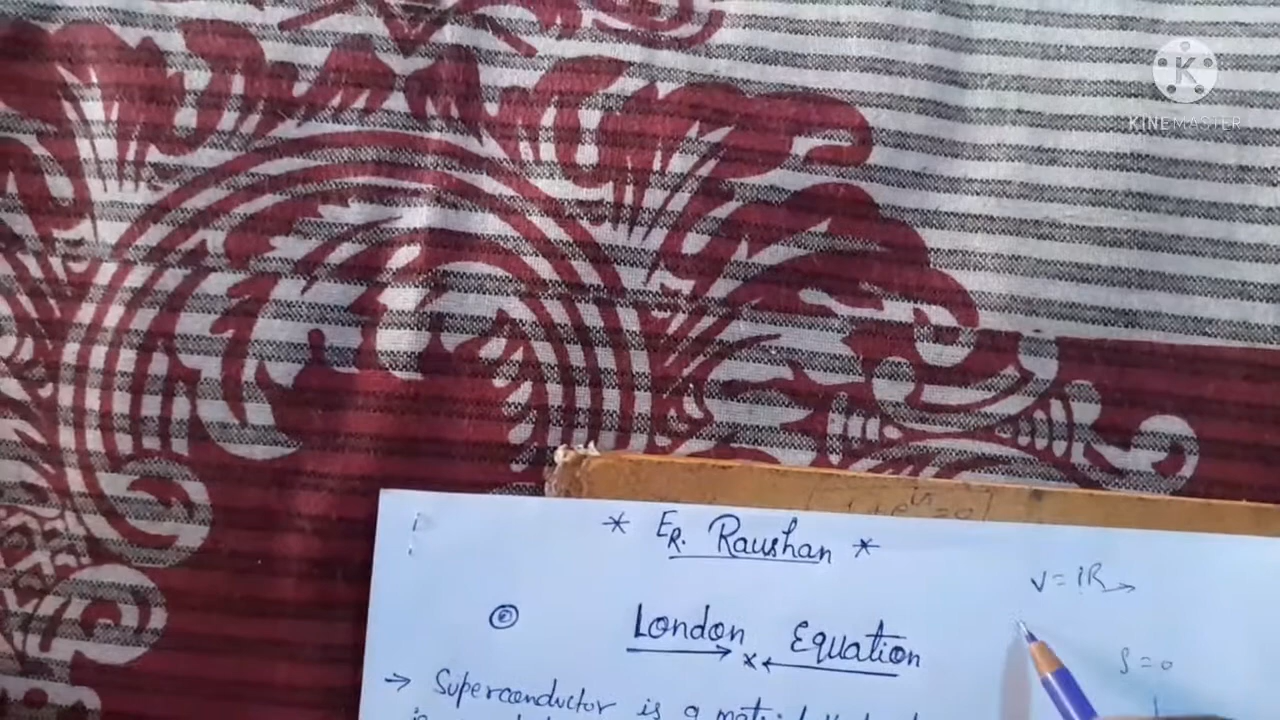 KINEMASTER
* ER. Raushan *
V = iR →
London Equation
ρ = 0
→ Superconductor is a